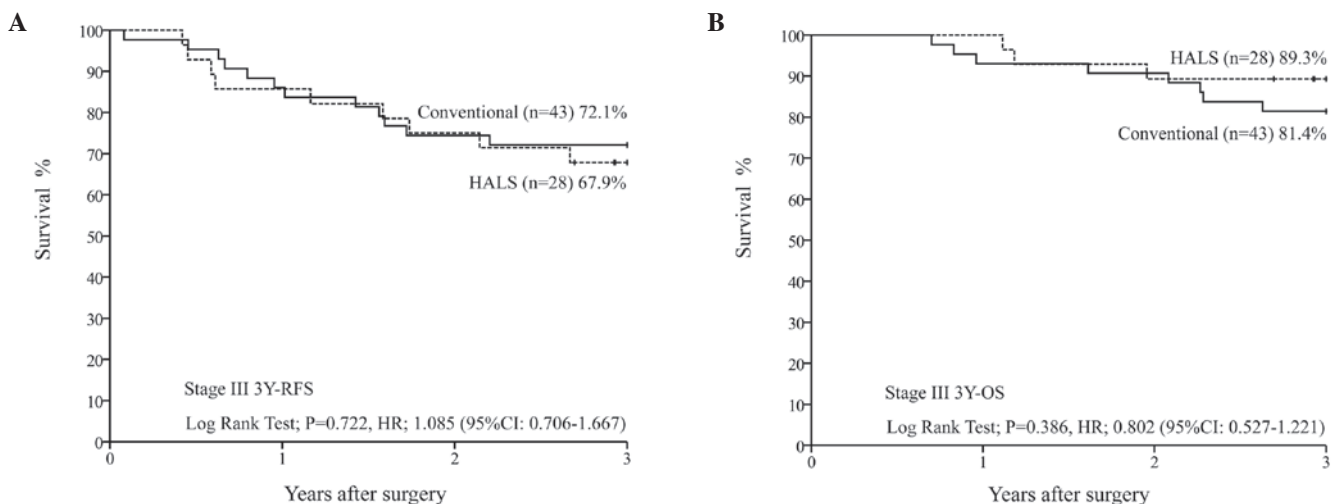 A
Survival %
100
90
80
70
60
50
40
30
20
100
0
Conventional (n=43) 72.1%
HALS (n=28) 67.9%
Stage III 3Y-RFS
Log Rank Test; P=0.722, HR; 1.085 (95%CI: 0.706-1.667)
0 1 2 3
Years after surgery
B
Survival %
100
90
80
70
60
50
40
30
20
100
0
HALS (n=28) 89.3%
Conventional (n=43) 81.4%
Stage III 3Y-OS
Log Rank Test; P=0.386, HR; 0.802 (95%CI: 0.527-1.221)
0 1 2 3
Years after surgery